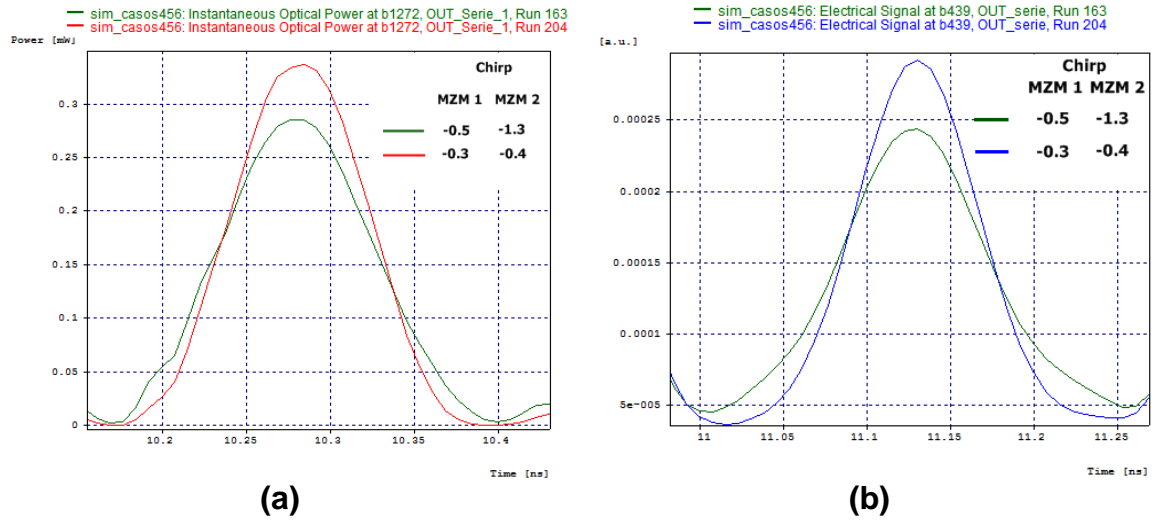 sim_casos456: Instantaneous Optical Power at b1272, OUT_Serie_1, Run 163
sim_casos456: Instantaneous Optical Power at b1272, OUT_Serie_1, Run 204
Power [mW]
Chirp
MZM 1 MZM 2
-0.5 -1.3
-0.3 -0.4
0.3
0.25
0.2
0.15
0.1
0.05
0
10.2 10.25 10.3 10.35 10.4
Time [ns]
(a)
sim_casos456: Electrical Signal at b439, OUT_serie, Run 163
sim_casos456: Electrical Signal at b439, OUT_serie, Run 204
[a.u.]
Chirp
MZM 1 MZM 2
-0.5 -1.3
-0.3 -0.4
0.00025
0.0002
0.00015
0.0001
5e-005
11 11.05 11.1 11.15 11.2 11.25
Time [ns]
(b)